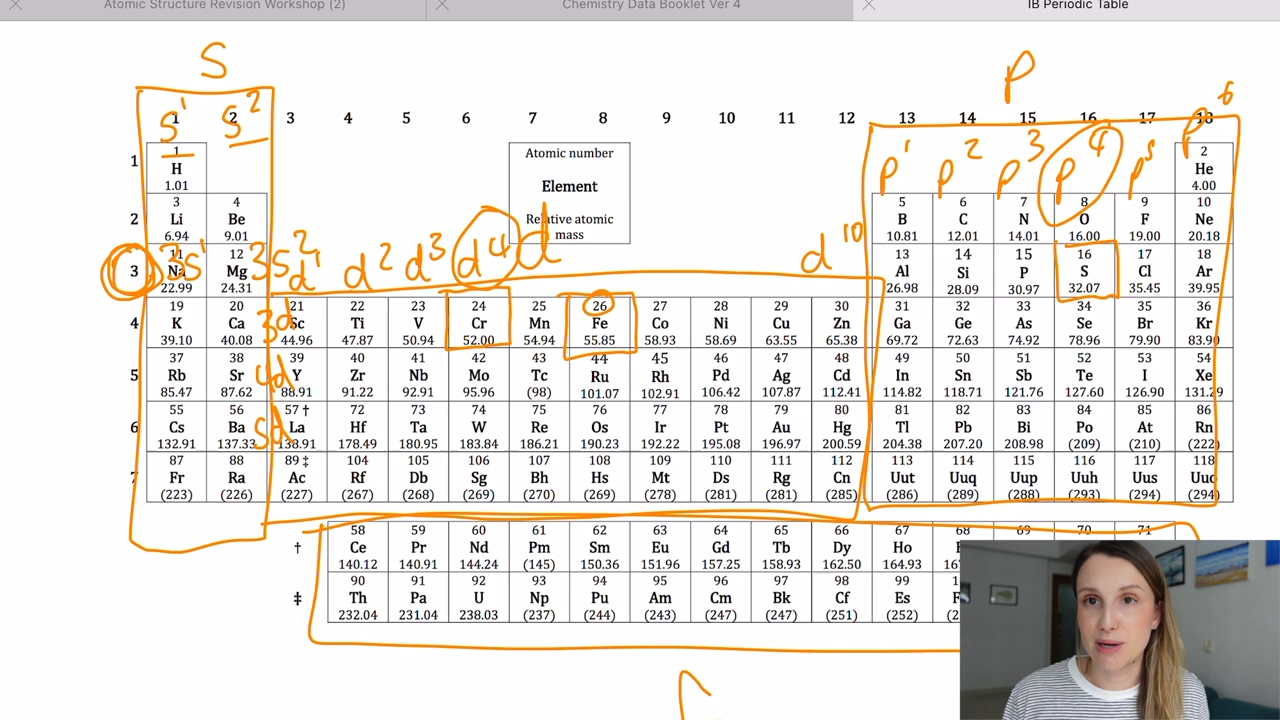 Atomic Structure Revision Workshop (2) Chemistry Data Booklet Ver 4 IB Periodic Table
S P
s¹ s² p¹ p² p³ p⁴ p⁵ p⁶
1 2 3 4 5 6 7 8 9 10 11 12 13 14 15 16 17 18
1 1 Atomic number 2
H Element He
1.01 Relative atomic mass 4.00
2 3 4 5 6 7 8 9 10
Li Be B C N O F Ne
6.94 9.01 10.81 12.01 14.01 16.00 19.00 20.18
3s¹ 3s² d¹ d² d³ d⁴ d d¹⁰
3 11 12 13 14 15 16 17 18
Na Mg Al Si P S Cl Ar
22.99 24.31 26.98 28.09 30.97 32.07 35.45 39.95
3d
4 19 20 21 22 23 24 25 26 27 28 29 30 31 32 33 34 35 36
K Ca Sc Ti V Cr Mn Fe Co Ni Cu Zn Ga Ge As Se Br Kr
39.10 40.08 44.96 47.87 50.94 52.00 54.94 55.85 58.93 58.69 63.55 65.38 69.72 72.63 74.92 78.96 79.90 83.90
4d
5 37 38 39 40 41 42 43 44 45 46 47 48 49 50 51 52 53 54
Rb Sr Y Zr Nb Mo Tc Ru Rh Pd Ag Cd In Sn Sb Te I Xe
85.47 87.62 88.91 91.22 92.91 95.96 (98) 101.07 102.91 106.42 107.87 112.41 114.82 118.71 121.76 127.60 126.90 131.29
5d
6 55 56 57 † 72 73 74 75 76 77 78 79 80 81 82 83 84 85 86
Cs Ba La Hf Ta W Re Os Ir Pt Au Hg Tl Pb Bi Po At Rn
132.91 137.33 138.91 178.49 180.95 183.84 186.21 190.23 192.22 195.08 196.97 200.59 204.38 207.20 208.98 (209) (210) (222)
7 87 88 89 ‡ 104 105 106 107 108 109 110 111 112 113 114 115 116 117 118
Fr Ra Ac Rf Db Sg Bh Hs Mt Ds Rg Cn Uut Uuq Uup Uuh Uus Uuo
(223) (226) (227) (267) (268) (269) (270) (269) (278) (281) (281) (285) (286) (289) (288) (293) (294) (294)
58 59 60 61 62 63 64 65 66 67 68 69 70 71
† Ce Pr Nd Pm Sm Eu Gd Tb Dy Ho
140.12 140.91 144.24 (145) 150.36 151.96 157.25 158.93 162.50 164.93
90 91 92 93 94 95 96 97 98 99
‡ Th Pa U Np Pu Am Cm Bk Cf Es
232.04 231.04 238.03 (237) (244) (243) (247) (247) (251) (252)